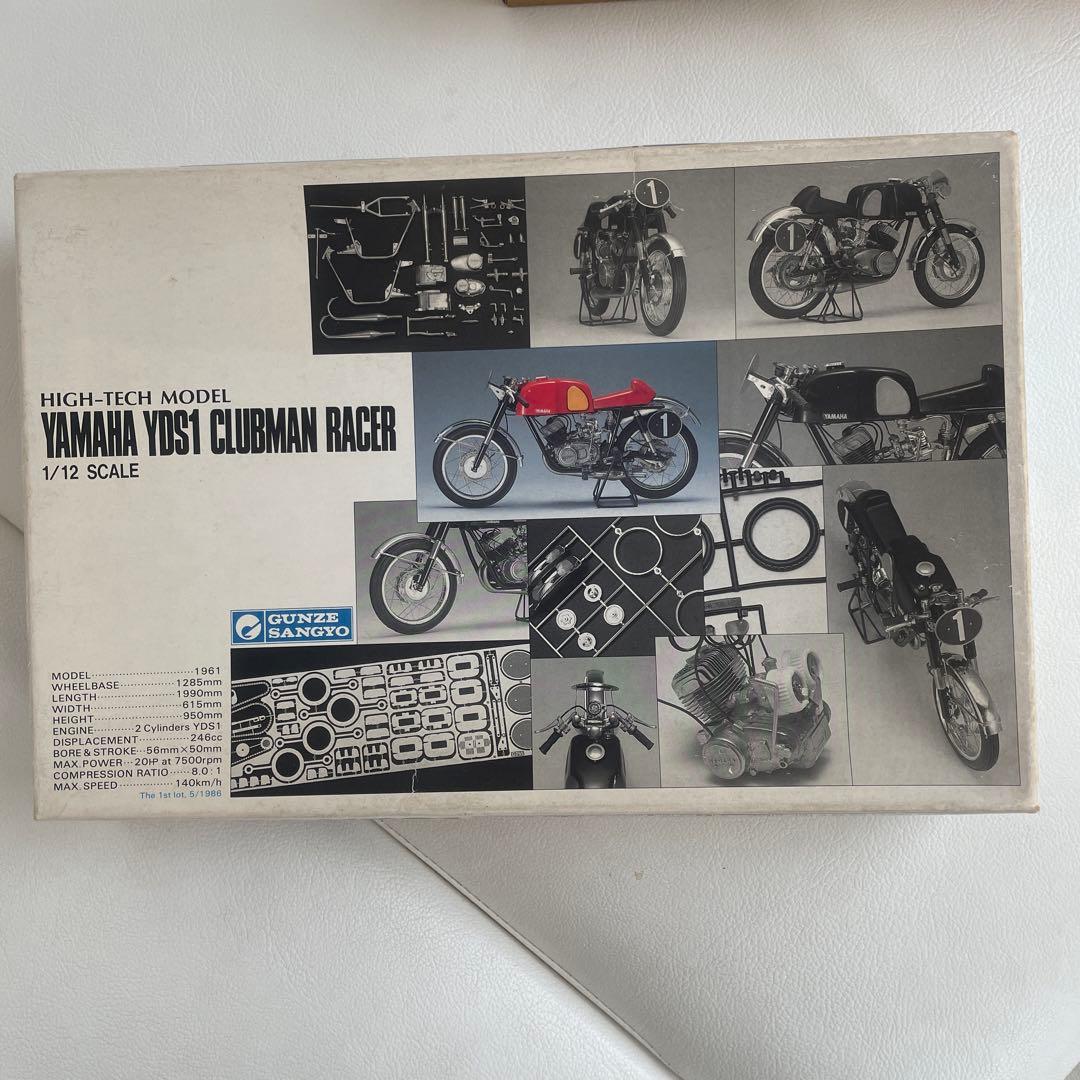 HIGH-TECH MODEL
YAMAHA YDS1 CLUBMAN RACER
1/12 SCALE
GUNZE
SANGYO
MODEL............................1961
WHEELBASE................1285mm
LENGTH........................1990mm
WIDTH............................615mm
HEIGHT..........................950mm
ENGINE............2 Cylinders YDS1
DISPLACEMENT...............246cc
BORE & STROKE...56mm×50mm
MAX. POWER...20HP at 7500rpm
COMPRESSION RATIO......8.0 : 1
MAX. SPEED...............140km/h
The 1st lot. 5/1986
1
1
YAMAHA
1
YAMAHA
1